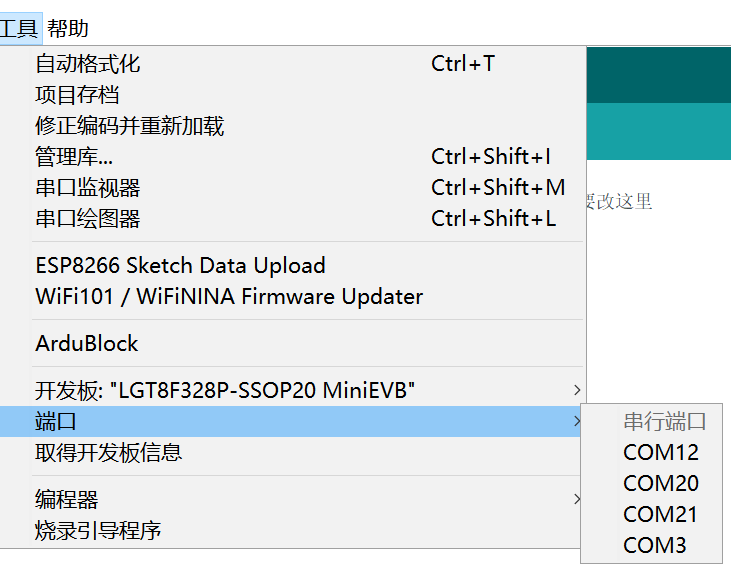 工具 帮助
自动格式化 Ctrl+T
项目存档
修正编码并重新加载
管理库... Ctrl+Shift+I
串口监视器 Ctrl+Shift+M
串口绘图器 Ctrl+Shift+L
要改这里
ESP8266 Sketch Data Upload
WiFi101 / WiFiNINA Firmware Updater
ArduBlock
开发板: "LGT8F328P-SSOP20 MiniEVB"
端口
取得开发板信息
编程器
烧录引导程序
串行端口
COM12
COM20
COM21
COM3